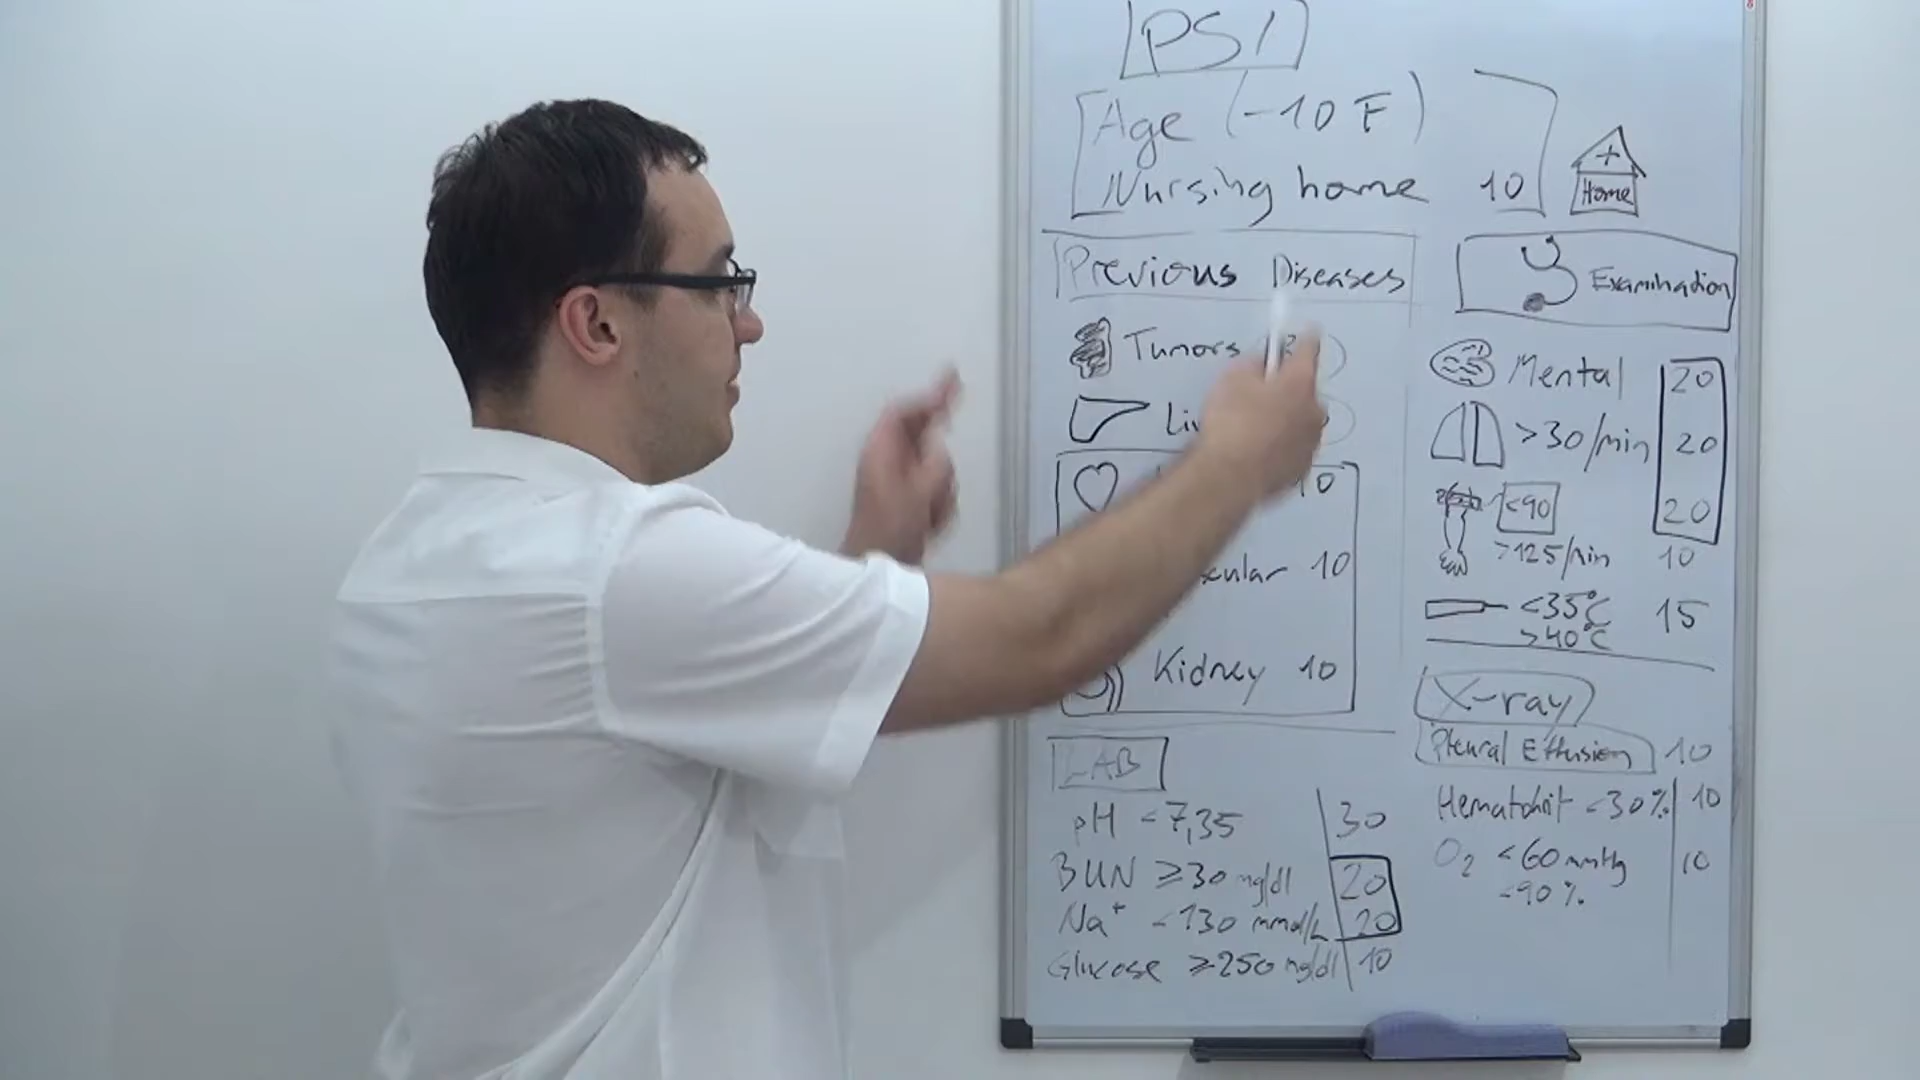 PSI
Age (-10 F)
Nursing home 10
Home
Previous Diseases
Tumors
10
10
Kidney 10
LAB
pH < 7,35 30
BUN ≥30 mg/dl 20
Na+ <130 mmol/L 20
Glucose ≥250 mg/dl 10
Examination
Mental 20
>30/min 20
<90 20
>125/min 10
<35°C 15
>40°C
X-ray
Pleural Effusion 10
Hematokrit <30% 10
O2 <60 mmHg 10
<90%